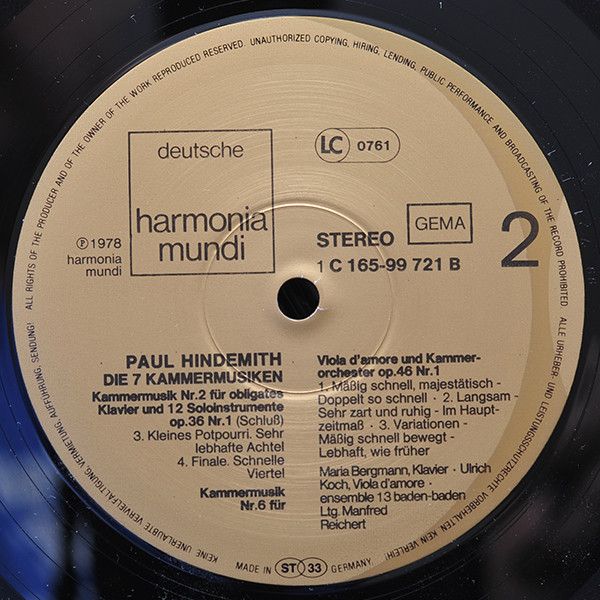 ALL RIGHTS OF THE PRODUCER AND OF THE OWNER OF THE WORK REPRODUCED RESERVED. UNAUTHORIZED COPYING, HIRING, LENDING, PUBLIC PERFORMANCE AND BROADCASTING OF THE RECORD PROHIBITED
ALLE URHEBER- UND LEISTUNGSSCHUTZRECHTE VORBEHALTEN KEIN VERLEIH! KEINE UNERLAUBTE VERVIELFÄLTIGUNG, VERMIETUNG, AUFFÜHRUNG, SENDUNG!
deutsche
harmonia
mundi
LC 0761
℗ 1978
harmonia
mundi
STEREO
GEMA
2
1 C 165-99 721 B
PAUL HINDEMITH
DIE 7 KAMMERMUSIKEN
Kammermusik Nr.2 für obligates
Klavier und 12 Soloinstrumente
op.36 Nr.1 (Schluß)
3. Kleines Potpourri. Sehr
lebhafte Achtel
4. Finale. Schnelle
Viertel
Kammermusik
Nr.6 für
Viola d'amore und Kammer-
orchester op.46 Nr.1
1. Mäßig schnell, majestätisch -
Doppelt so schnell · 2. Langsam -
Sehr zart und ruhig - Im Haupt-
zeitmaß · 3. Variationen -
Mäßig schnell bewegt -
Lebhaft, wie früher
Maria Bergmann, Klavier · Ulrich
Koch, Viola d'amore ·
ensemble 13 baden-baden
Ltg. Manfred
Reichert
MADE IN ST 33 GERMANY